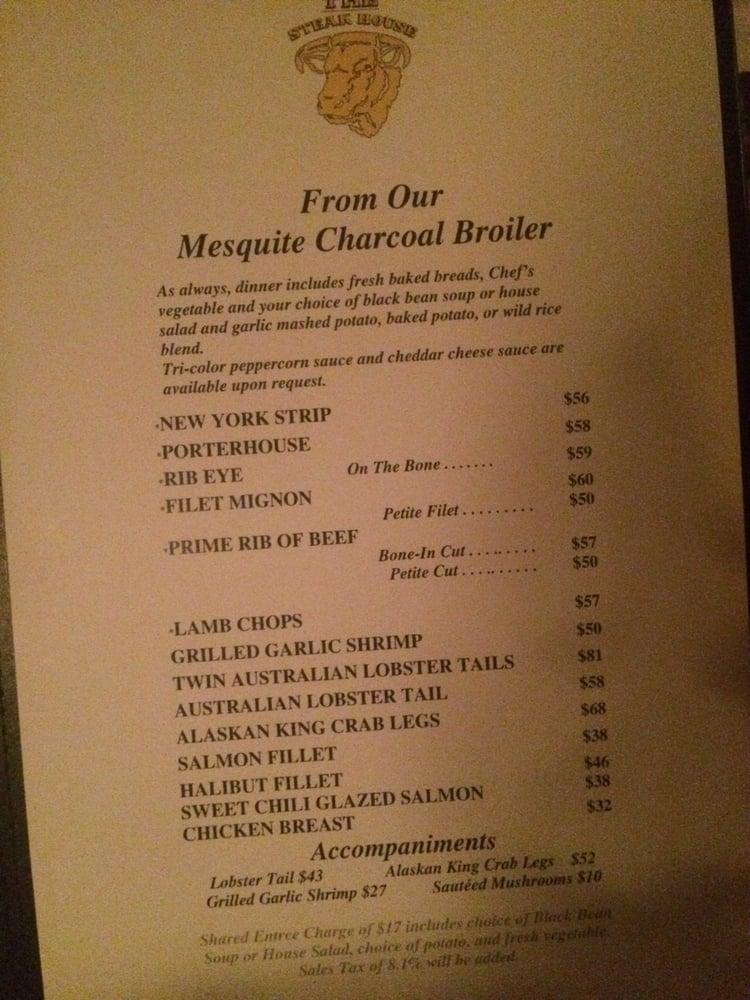 THE
STEAK HOUSE
From Our
Mesquite Charcoal Broiler
As always, dinner includes fresh baked breads, Chef's
vegetable and your choice of black bean soup or house
salad and garlic mashed potato, baked potato, or wild rice
blend.
Tri-color peppercorn sauce and cheddar cheese sauce are
available upon request.
·NEW YORK STRIP $56
·PORTERHOUSE $58
·RIB EYE On The Bone ....... $59
·FILET MIGNON $60
Petite Filet ......... $50
·PRIME RIB OF BEEF
Bone-In Cut ......... $57
Petite Cut .......... $50
·LAMB CHOPS $57
GRILLED GARLIC SHRIMP $50
TWIN AUSTRALIAN LOBSTER TAILS $81
AUSTRALIAN LOBSTER TAIL $58
ALASKAN KING CRAB LEGS $68
SALMON FILLET $38
HALIBUT FILLET $46
SWEET CHILI GLAZED SALMON $38
CHICKEN BREAST $32
Accompaniments
Lobster Tail $43 Alaskan King Crab Legs $52
Grilled Garlic Shrimp $27 Sautéed Mushrooms $10
Shared Entree Charge of $17 includes choice of Black Bean
Soup or House Salad, choice of potato, and fresh vegetable.
Sales Tax of 8.1% will be added.